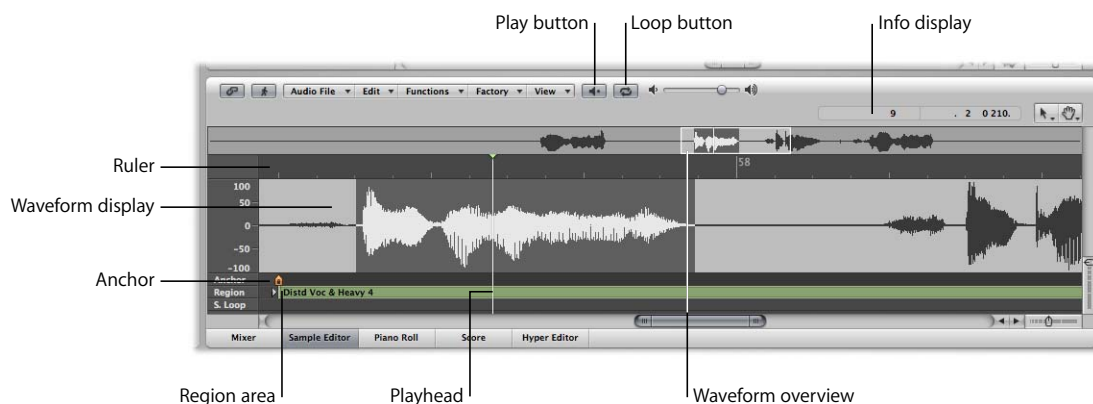 Play button
Loop button
Info display
Audio File Edit Functions Factory View
9 . 2 0 210.
Ruler
58
Waveform display
100
50
0
-50
-100
Anchor
Anchor
Region Distd Voc & Heavy 4
S. Loop
Mixer Sample Editor Piano Roll Score Hyper Editor
Region area
Playhead
Waveform overview